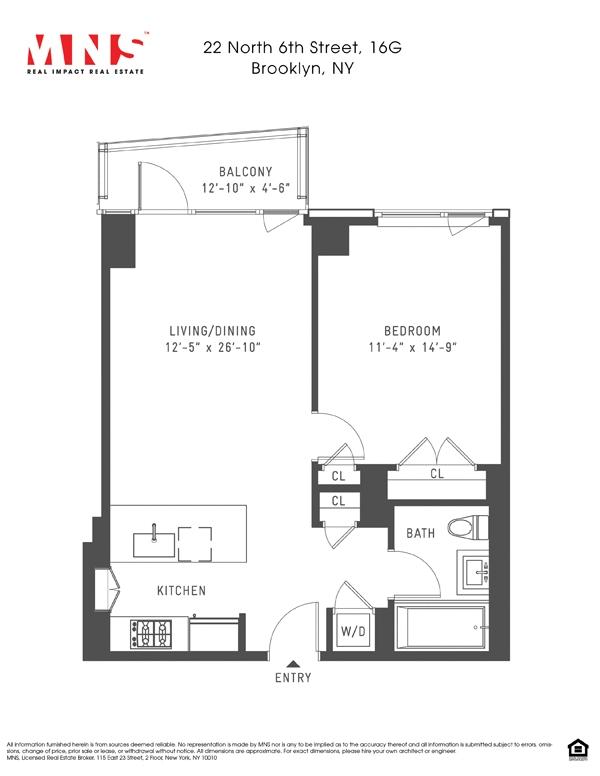 MNS™
REAL IMPACT REAL ESTATE
22 North 6th Street, 16G
Brooklyn, NY
BALCONY
12'-10" x 4'-6"
LIVING/DINING
12'-5" x 26'-10"
BEDROOM
11'-4" x 14'-9"
CL
CL
CL
BATH
KITCHEN
W/D
ENTRY
All information furnished herein is from sources deemed reliable. No representation is made by MNS nor is any to be implied as to the accuracy thereof and all information is submitted subject to errors, omis-
sions, change of price, prior sale or lease, or withdrawal without notice. All dimensions are approximate. For exact dimensions, please hire your own architect or engineer.
MNS, Licensed Real Estate Broker, 115 East 23 Street, 2 Floor, New York, NY 10010